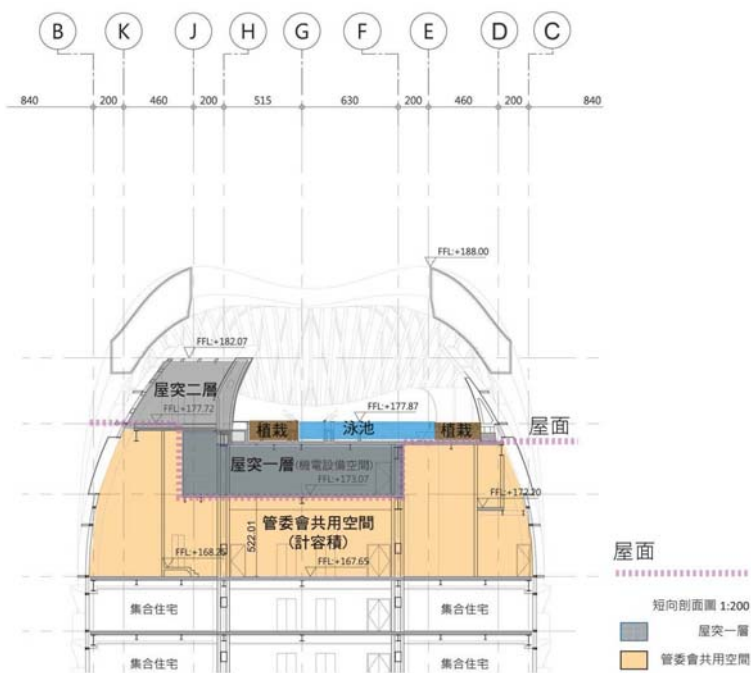 B K J H G F E D C
840 200 460 200 515 630 200 460 200 840
FFL:+188.00
FFL:+182.07
屋突二層
FFL:+177.72
FFL:+177.87
植栽 泳池 植栽
屋面
屋突一層(機電設備空間)
FFL:+173.07
FFL:+172.20
管委會共用空間
(計容積)
522.01
FFL:+167.65
屋面
集合住宅 集合住宅
短向剖面圖 1:200
屋突一層
集合住宅 集合住宅
管委會共用空間